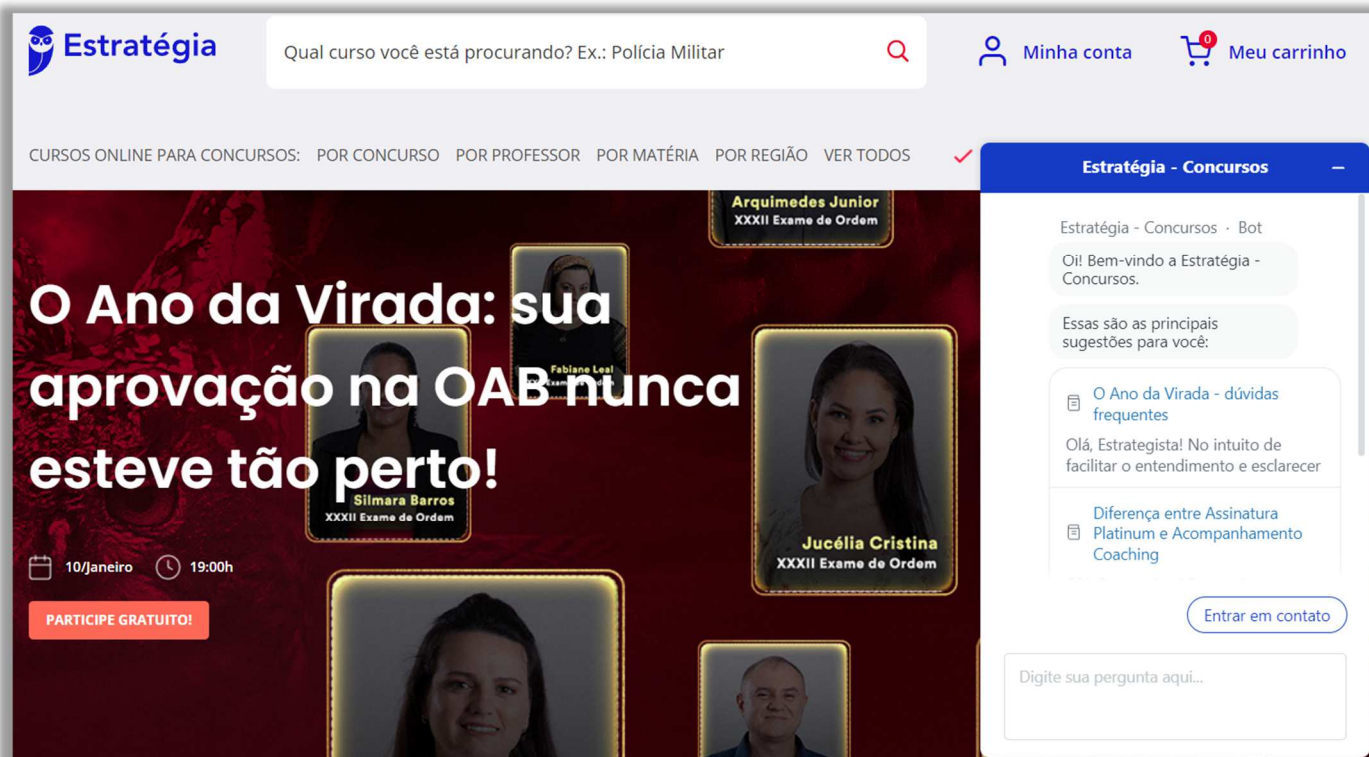 Estratégia
Qual curso você está procurando? Ex.: Polícia Militar
Minha conta
0
Meu carrinho
CURSOS ONLINE PARA CONCURSOS: POR CONCURSO POR PROFESSOR POR MATÉRIA POR REGIÃO VER TODOS
Arquimedes Junior
XXXII Exame de Ordem
O Ano da Virada: sua
aprovação na OAB nunca
esteve tão perto!
Fabiane Leal
XXXII Exame de Ordem
Silmara Barros
XXXII Exame de Ordem
Jucélia Cristina
XXXII Exame de Ordem
10/Janeiro 19:00h
PARTICIPE GRATUITO!
Estratégia - Concursos
Estratégia - Concursos · Bot
Oi! Bem-vindo a Estratégia -
Concursos.
Essas são as principais
sugestões para você:
O Ano da Virada - dúvidas
frequentes
Olá, Estrategista! No intuito de
facilitar o entendimento e esclarecer
Diferença entre Assinatura
Platinum e Acompanhamento
Coaching
Entrar em contato
Digite sua pergunta aqui...